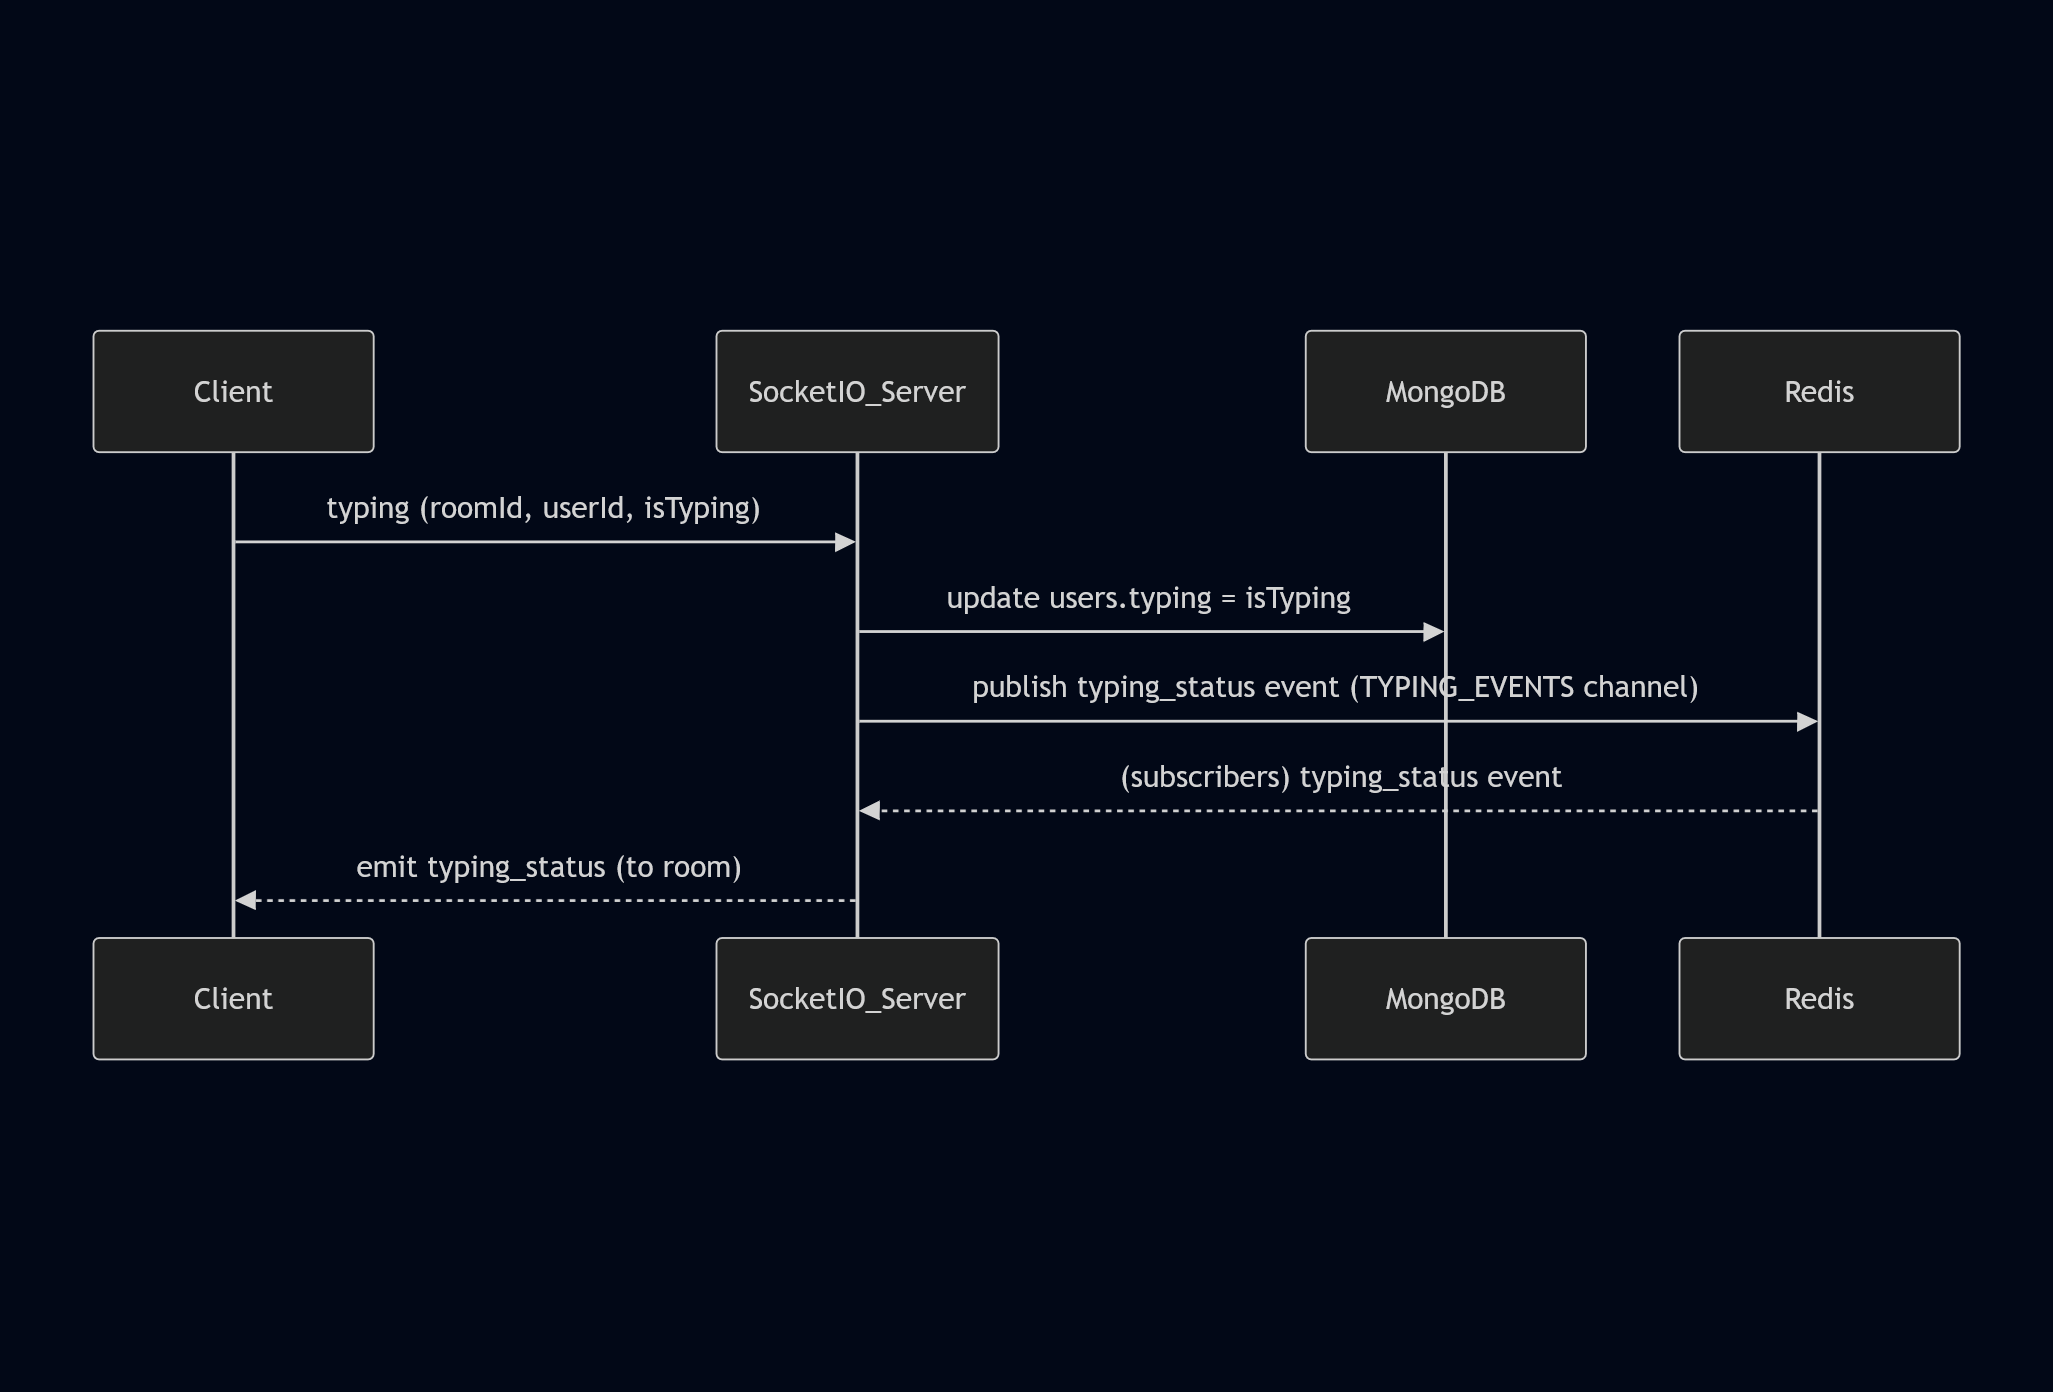 Client
SocketIO_Server
MongoDB
Redis
typing (roomId, userId, isTyping)
update users.typing = isTyping
publish typing_status event (TYPING_EVENTS channel)
(subscribers) typing_status event
emit typing_status (to room)
Client
SocketIO_Server
MongoDB
Redis